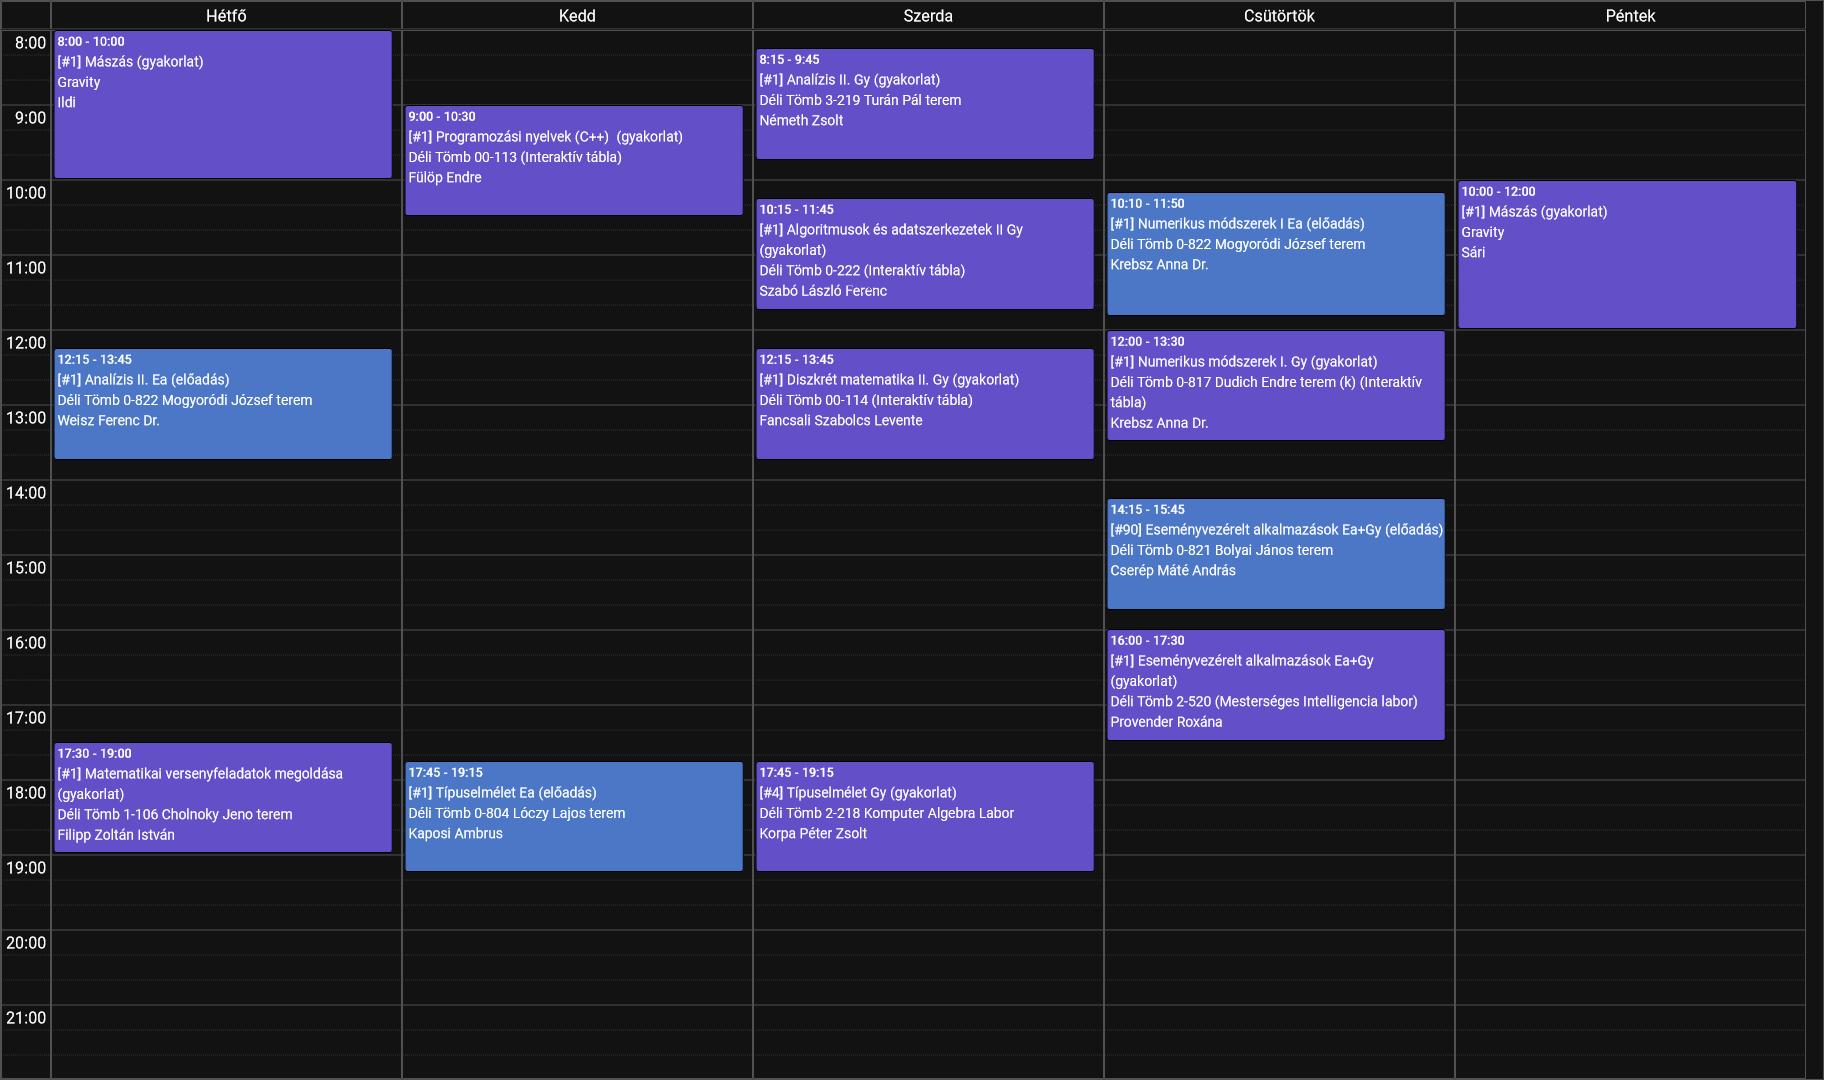 Hétfő
Kedd
Szerda
Csütörtök
Péntek
8:00
9:00
10:00
11:00
12:00
13:00
14:00
15:00
16:00
17:00
18:00
19:00
20:00
21:00
8:00 - 10:00
[#1] Mászás (gyakorlat)
Gravity
Ildi
12:15 - 13:45
[#1] Analízis II. Ea (előadás)
Déli Tömb 0-822 Mogyoródi József terem
Weisz Ferenc Dr.
17:30 - 19:00
[#1] Matematikai versenyfeladatok megoldása
(gyakorlat)
Déli Tömb 1-106 Cholnoky Jeno terem
Filipp Zoltán István
9:00 - 10:30
[#1] Programozási nyelvek (C++)  (gyakorlat)
Déli Tömb 00-113 (Interaktív tábla)
Fülöp Endre
17:45 - 19:15
[#1] Típuselmélet Ea (előadás)
Déli Tömb 0-804 Lóczy Lajos terem
Kaposi Ambrus
8:15 - 9:45
[#1] Analízis II. Gy (gyakorlat)
Déli Tömb 3-219 Turán Pál terem
Németh Zsolt
10:15 - 11:45
[#1] Algoritmusok és adatszerkezetek II Gy
(gyakorlat)
Déli Tömb 0-222 (Interaktív tábla)
Szabó László Ferenc
12:15 - 13:45
[#1] Diszkrét matematika II. Gy (gyakorlat)
Déli Tömb 00-114 (Interaktív tábla)
Fancsali Szabolcs Levente
17:45 - 19:15
[#4] Típuselmélet Gy (gyakorlat)
Déli Tömb 2-218 Komputer Algebra Labor
Korpa Péter Zsolt
10:10 - 11:50
[#1] Numerikus módszerek I Ea (előadás)
Déli Tömb 0-822 Mogyoródi József terem
Krebsz Anna Dr.
12:00 - 13:30
[#1] Numerikus módszerek I. Gy (gyakorlat)
Déli Tömb 0-817 Dudich Endre terem (k) (Interaktív
tábla)
Krebsz Anna Dr.
14:15 - 15:45
[#90] Eseményvezérelt alkalmazások Ea+Gy (előadás)
Déli Tömb 0-821 Bolyai János terem
Cserép Máté András
16:00 - 17:30
[#1] Eseményvezérelt alkalmazások Ea+Gy
(gyakorlat)
Déli Tömb 2-520 (Mesterséges Intelligencia labor)
Provender Roxána
10:00 - 12:00
[#1] Mászás (gyakorlat)
Gravity
Sári